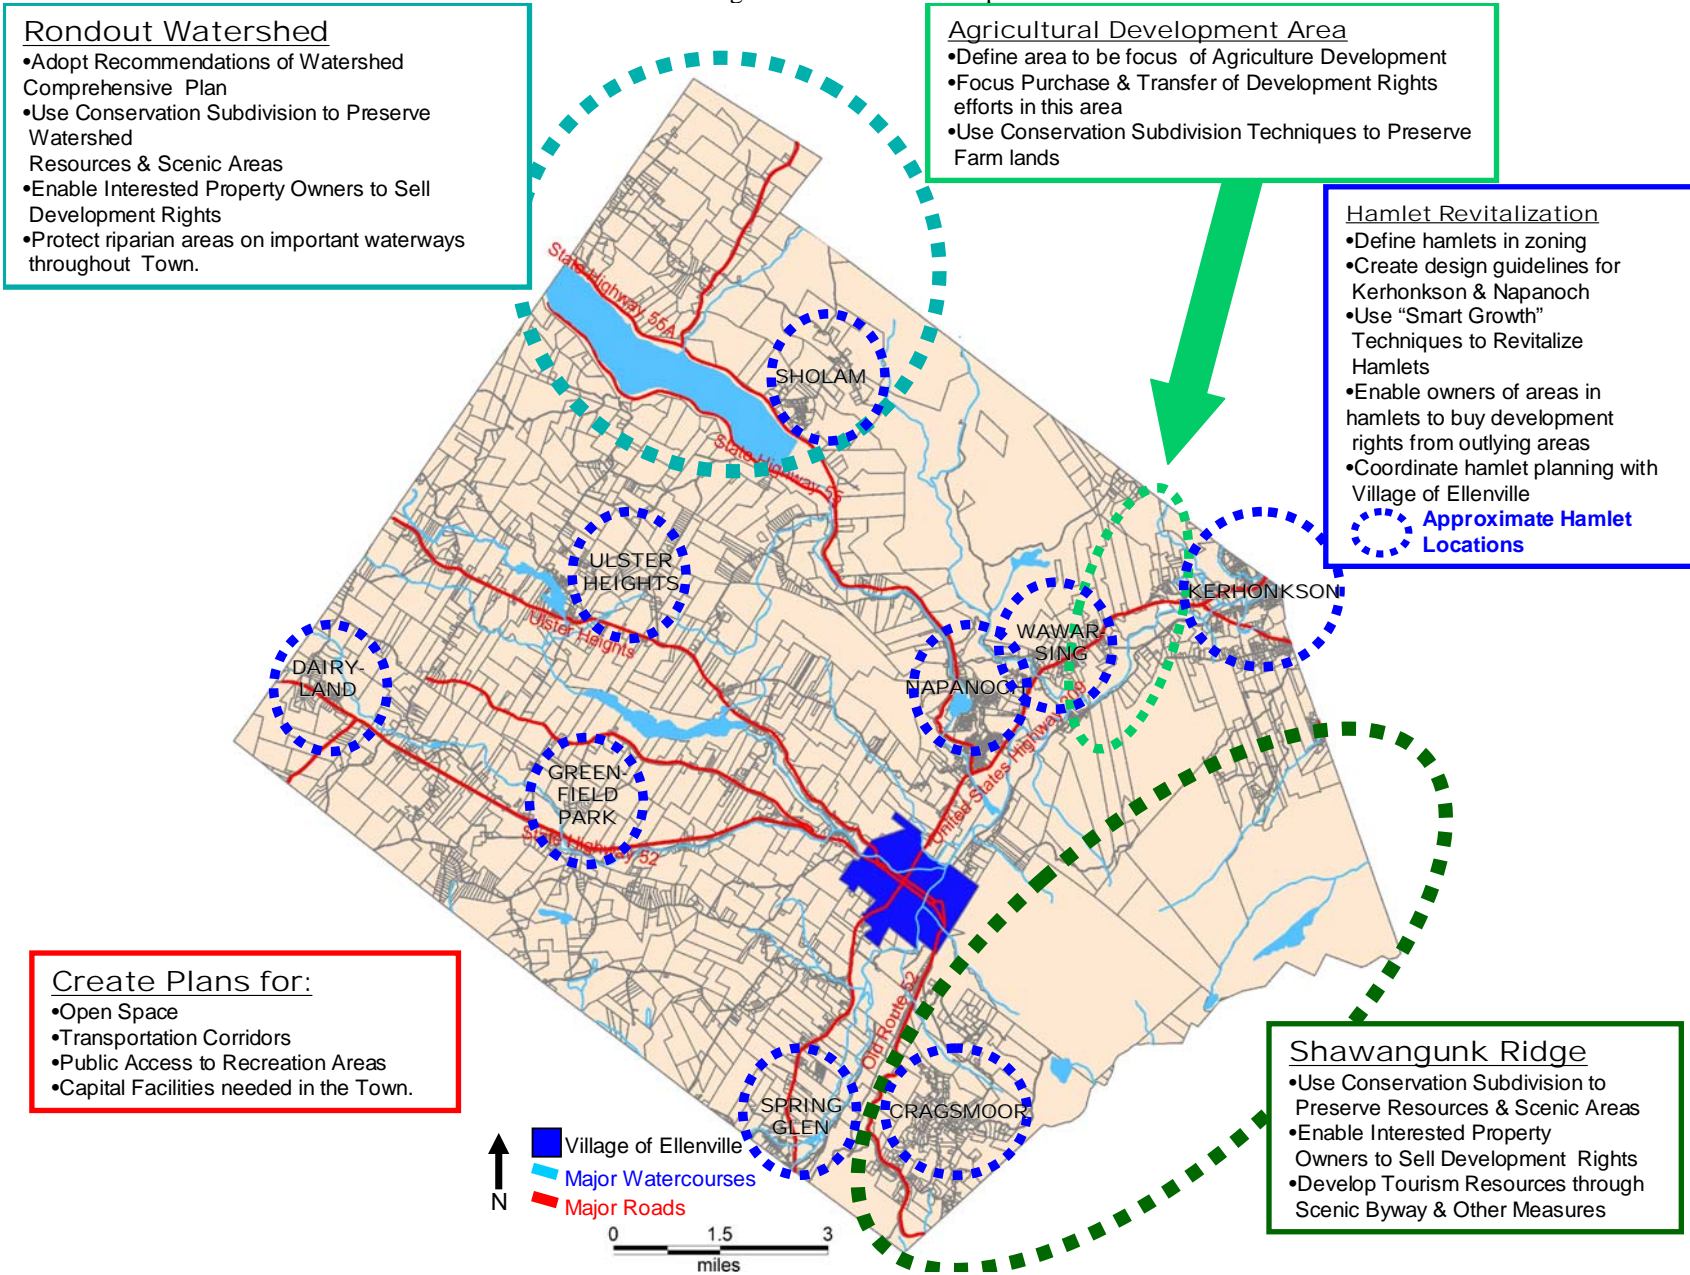 Rondout Watershed
•Adopt Recommendations of Watershed
Comprehensive Plan
•Use Conservation Subdivision to Preserve
Watershed
Resources & Scenic Areas
•Enable Interested Property Owners to Sell
Development Rights
•Protect riparian areas on important waterways
throughout Town.
Agricultural Development Area
•Define area to be focus of Agriculture Development
•Focus Purchase & Transfer of Development Rights
efforts in this area
•Use Conservation Subdivision Techniques to Preserve
Farm lands
Hamlet Revitalization
•Define hamlets in zoning
•Create design guidelines for
Kerhonkson & Napanoch
•Use “Smart Growth”
Techniques to Revitalize
Hamlets
•Enable owners of areas in
hamlets to buy development
rights from outlying areas
•Coordinate hamlet planning with
Village of Ellenville
Approximate Hamlet
Locations
State Highway 55A
SHOLAM
State Highway 55
ULSTER
HEIGHTS
Ulster Heights
KERHONKSON
WAWAR-
SING
DAIRY-
LAND
NAPANOCH
United States Highway 209
GREEN-
FIELD
PARK
State Highway 52
Old Route 52
SPRING
GLEN
CRAGSMOOR
Create Plans for:
•Open Space
•Transportation Corridors
•Public Access to Recreation Areas
•Capital Facilities needed in the Town.
Shawangunk Ridge
•Use Conservation Subdivision to
Preserve Resources & Scenic Areas
•Enable Interested Property
Owners to Sell Development Rights
•Develop Tourism Resources through
Scenic Byway & Other Measures
N
Village of Ellenville
Major Watercourses
Major Roads
0 1.5 3
miles